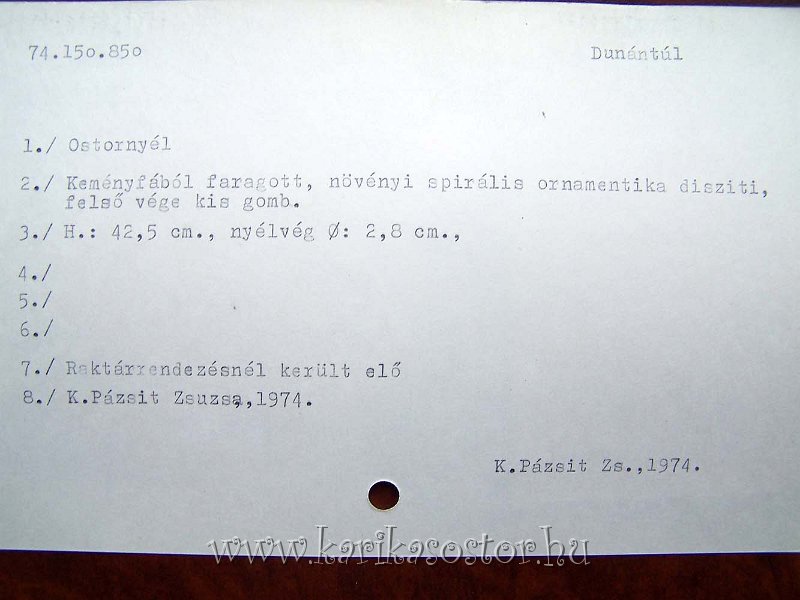 74.15o.85o Dunántúl
1./ Ostornyél
2./ Keményfából faragott, növényi spirális ornamentika disziti,
felső vége kis gomb.
3./ H.: 42,5 cm., nyélvég Ø: 2,8 cm.,
4./
5./
6./
7./ Raktárrendezésnél került elő
8./ K.Pázsit Zsuzsa,1974.
K.Pázsit Zs.,1974.
www.karikasostor.hu